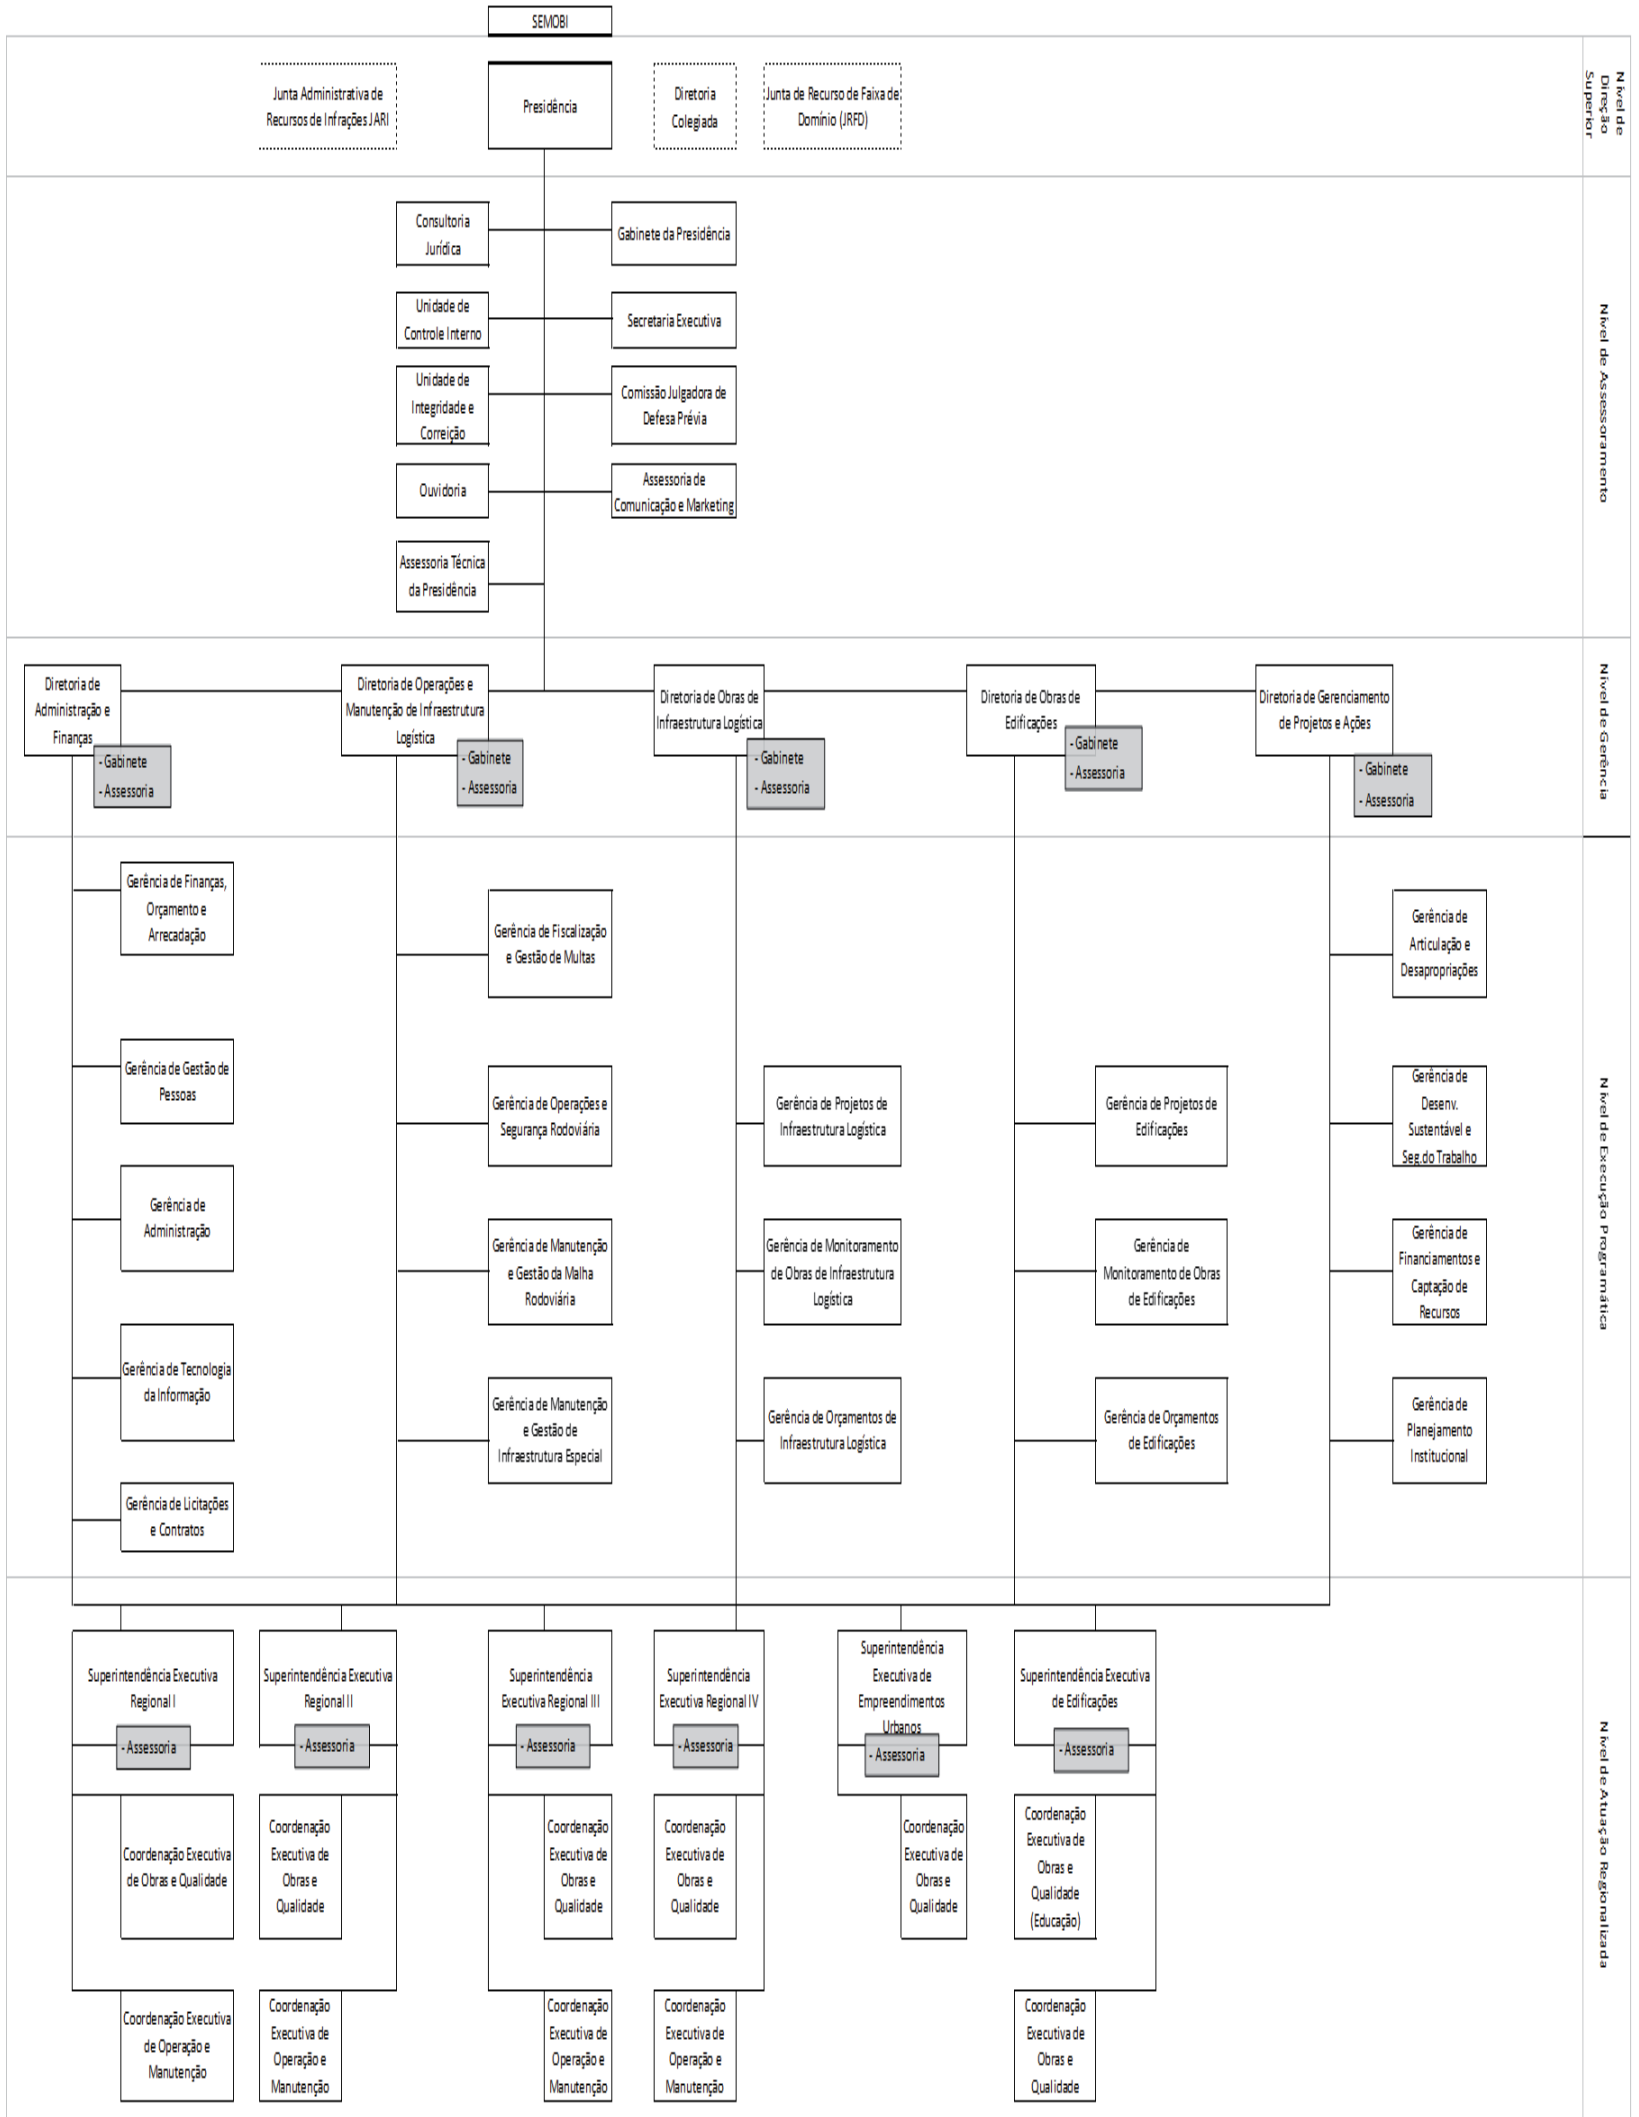 SEMOBI
Junta Administrativa de
Recursos de Infrações JARI
Presidência
Diretoria
Colegiada
Junta de Recurso de Faixa de
Domínio (JRFD)
Nível de
Direção
Superior
Consultoria
Jurídica
Gabinete da Presidência
Unidade de
Controle Interno
Secretaria Executiva
Unidade de
Integridade e
Correição
Comissão Julgadora de
Defesa Prévia
Ouvidoria
Assessoria de
Comunicação e Marketing
Assessoria Técnica
da Presidência
Nível de Assessoramento
Diretoria de
Administração e
Finanças
- Gabinete
- Assessoria
Diretoria de Operações e
Manutenção de Infraestrutura
Logística
- Gabinete
- Assessoria
Diretoria de Obras de
Infraestrutura Logística
- Gabinete
- Assessoria
Diretoria de Obras de
Edificações
- Gabinete
- Assessoria
Diretoria de Gerenciamento
de Projetos e Ações
- Gabinete
- Assessoria
Nível de Gerência
Gerência de Finanças,
Orçamento e
Arrecadação
Gerência de Gestão de
Pessoas
Gerência de
Administração
Gerência de Tecnologia
da Informação
Gerência de Licitações
e Contratos
Gerência de Fiscalização
e Gestão de Multas
Gerência de Operações e
Segurança Rodoviária
Gerência de Manutenção
e Gestão da Malha
Rodoviária
Gerência de Manutenção
e Gestão de
Infraestrutura Especial
Gerência de Projetos de
Infraestrutura Logística
Gerência de Monitoramento
de Obras de Infraestrutura
Logística
Gerência de Orçamentos de
Infraestrutura Logística
Gerência de Projetos de
Edificações
Gerência de
Monitoramento de Obras
de Edificações
Gerência de Orçamentos
de Edificações
Gerência de
Articulação e
Desapropriações
Gerência de
Desenv.
Sustentável e
Seg.do Trabalho
Gerência de
Financiamentos e
Captação de
Recursos
Gerência de
Planejamento
Institucional
Nível de Execução Programática
Superintendência Executiva
Regional I
- Assessoria
Superintendência Executiva
Regional II
- Assessoria
Superintendência
Executiva Regional III
- Assessoria
Superintendência
Executiva Regional IV
- Assessoria
Superintendência
Executiva de
Empreendimentos
Urbanos
- Assessoria
Superintendência Executiva
de Edificações
- Assessoria
Coordenação Executiva
de Obras e Qualidade
Coordenação
Executiva de
Obras e
Qualidade
Coordenação
Executiva de
Obras e
Qualidade
Coordenação
Executiva de
Obras e
Qualidade
Coordenação
Executiva de
Obras e
Qualidade
Coordenação
Executiva de
Obras e
Qualidade
(Educação)
Coordenação Executiva
de Operação e
Manutenção
Coordenação
Executiva de
Operação e
Manutenção
Coordenação
Executiva de
Operação e
Manutenção
Coordenação
Executiva de
Operação e
Manutenção
Coordenação
Executiva de
Obras e
Qualidade
Nível de Atuação Regionalizada